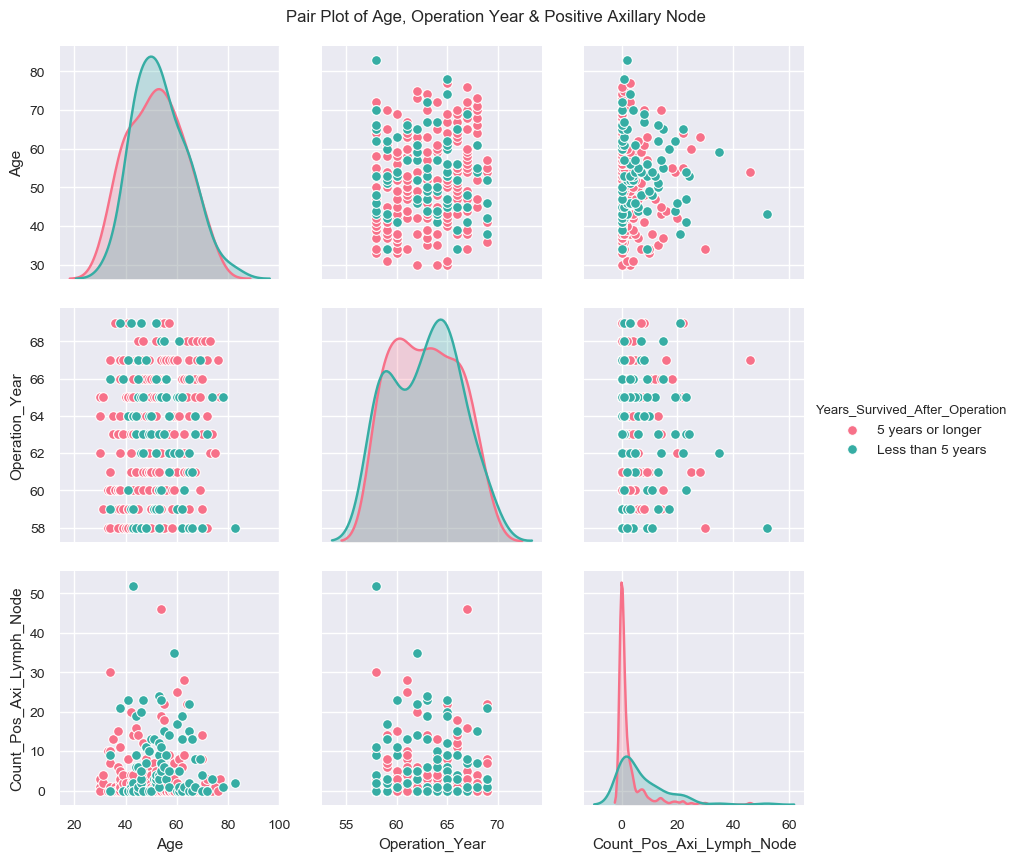 Pair Plot of Age, Operation Year & Positive Axillary Node
80
70
60
50
40
30
Age
68
66
64
62
60
58
Operation_Year
Years_Survived_After_Operation
5 years or longer
Less than 5 years
50
40
30
20
10
0
Count_Pos_Axi_Lymph_Node
20 40 60 80 100
Age
55 60 65 70
Operation_Year
0 20 40 60
Count_Pos_Axi_Lymph_Node